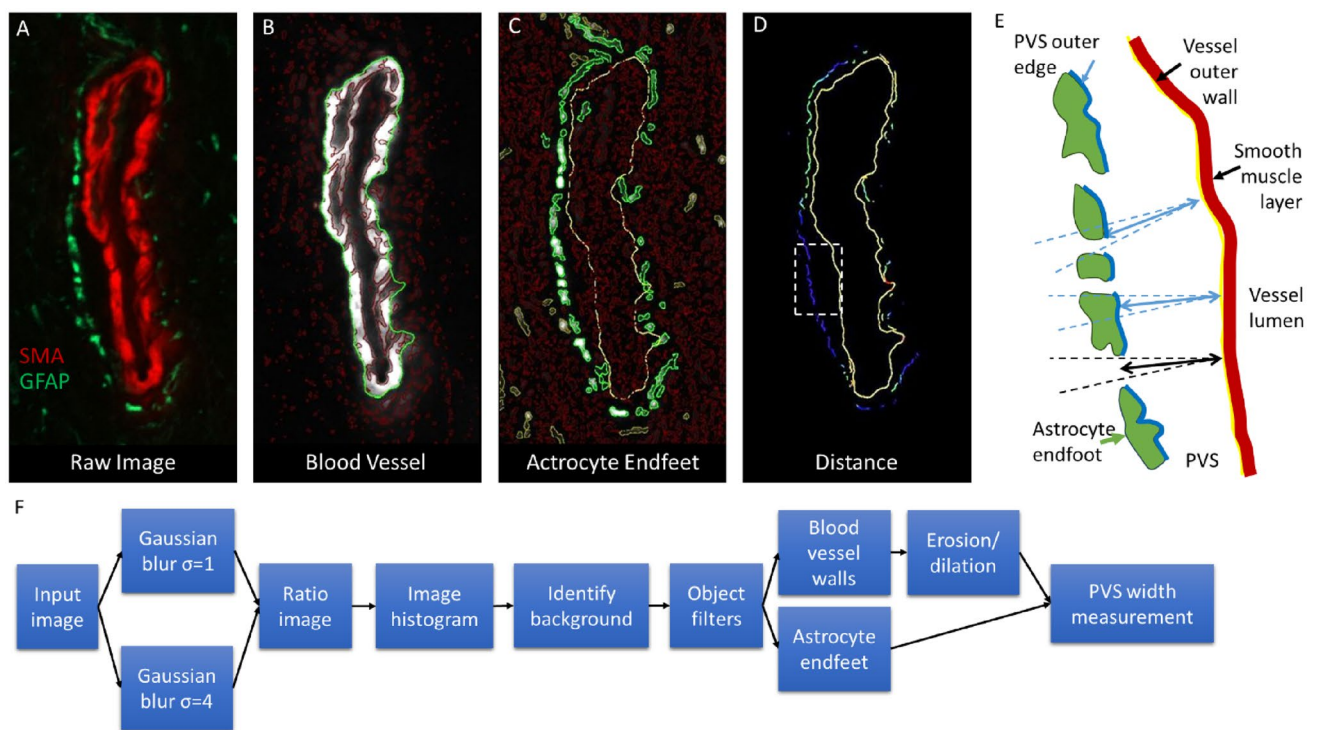 A
SMA
GFAP
Raw Image
B
Blood Vessel
C
Actrocyte Endfeet
D
Distance
E
PVS outer
edge
Vessel
outer
wall
Smooth
muscle
layer
Vessel
lumen
Astrocyte
endfoot
PVS
F
Input
image
Gaussian
blur σ=1
Gaussian
blur σ=4
Ratio
image
Image
histogram
Identify
background
Object
filters
Blood
vessel
walls
Erosion/
dilation
Astrocyte
endfeet
PVS width
measurement